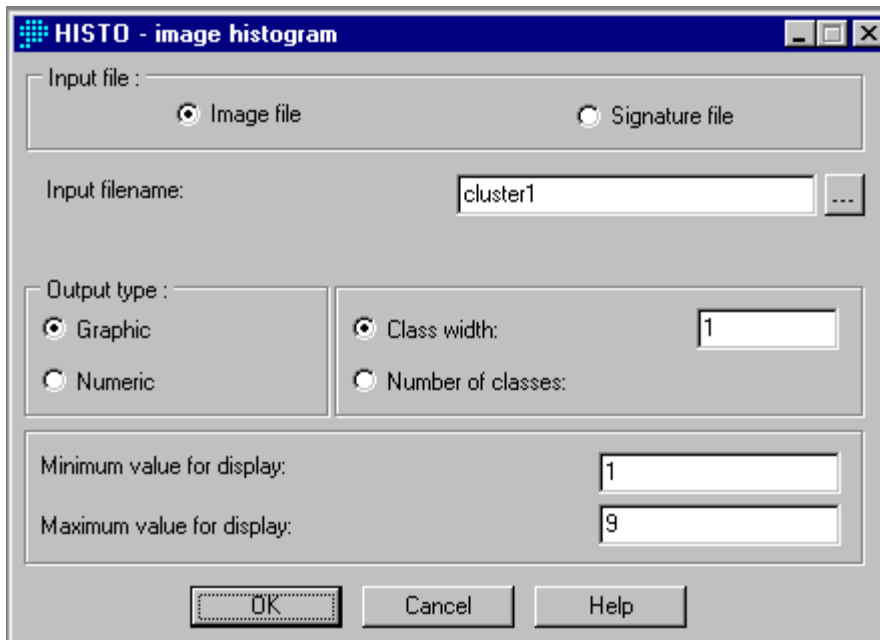 HISTO - image histogram
Input file :
Image file
Signature file
Input filename:
cluster1
...
Output type :
Graphic
Numeric
Class width:
1
Number of classes:
Minimum value for display:
1
Maximum value for display:
9
OK
Cancel
Help